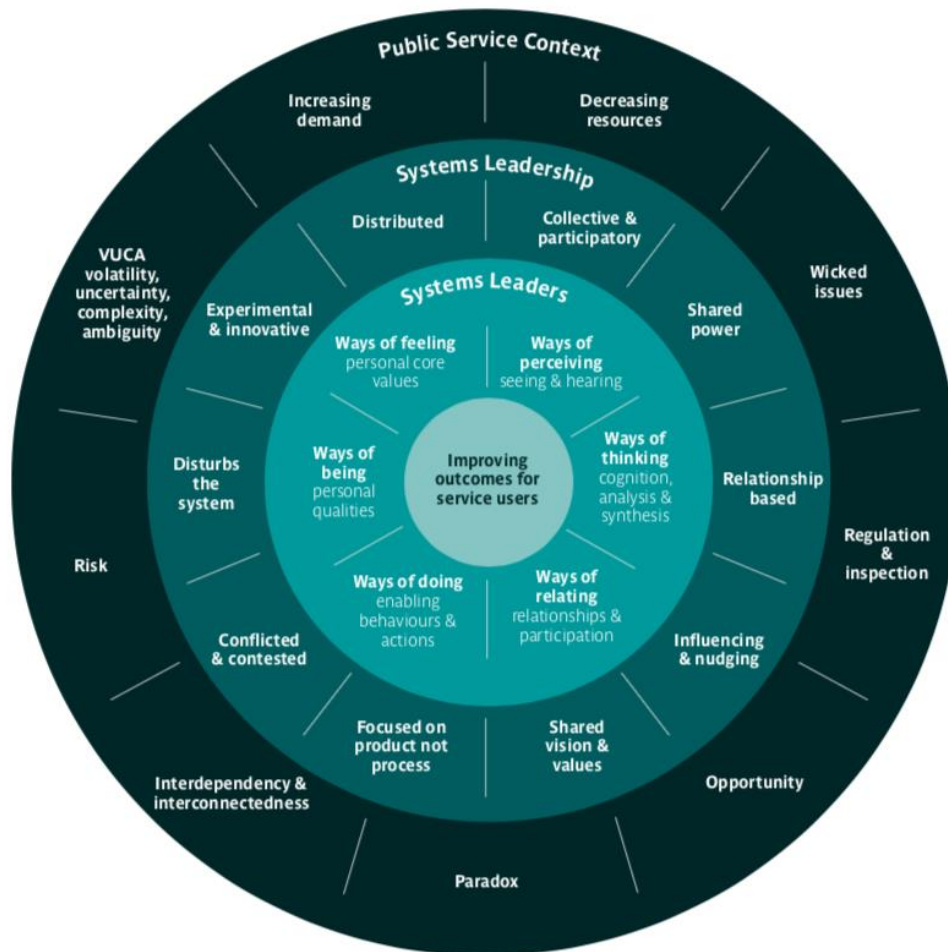 Public Service Context
Increasing
demand
Decreasing
resources
Wicked
issues
Regulation
&
inspection
Opportunity
Paradox
Interdependency &
interconnectedness
Risk
VUCA
volatility,
uncertainty,
complexity,
ambiguity
Systems Leadership
Distributed
Collective &
participatory
Shared
power
Relationship
based
Influencing
& nudging
Shared
vision &
values
Focused on
product not
process
Conflicted
& contested
Disturbs
the
system
Experimental
& innovative
Systems Leaders
Ways of feeling
personal core
values
Ways of
perceiving
seeing & hearing
Ways of
thinking
cognition,
analysis &
synthesis
Ways of
relating
relationships &
participation
Ways of doing
enabling
behaviours &
actions
Ways of
being
personal
qualities
Improving
outcomes for
service users